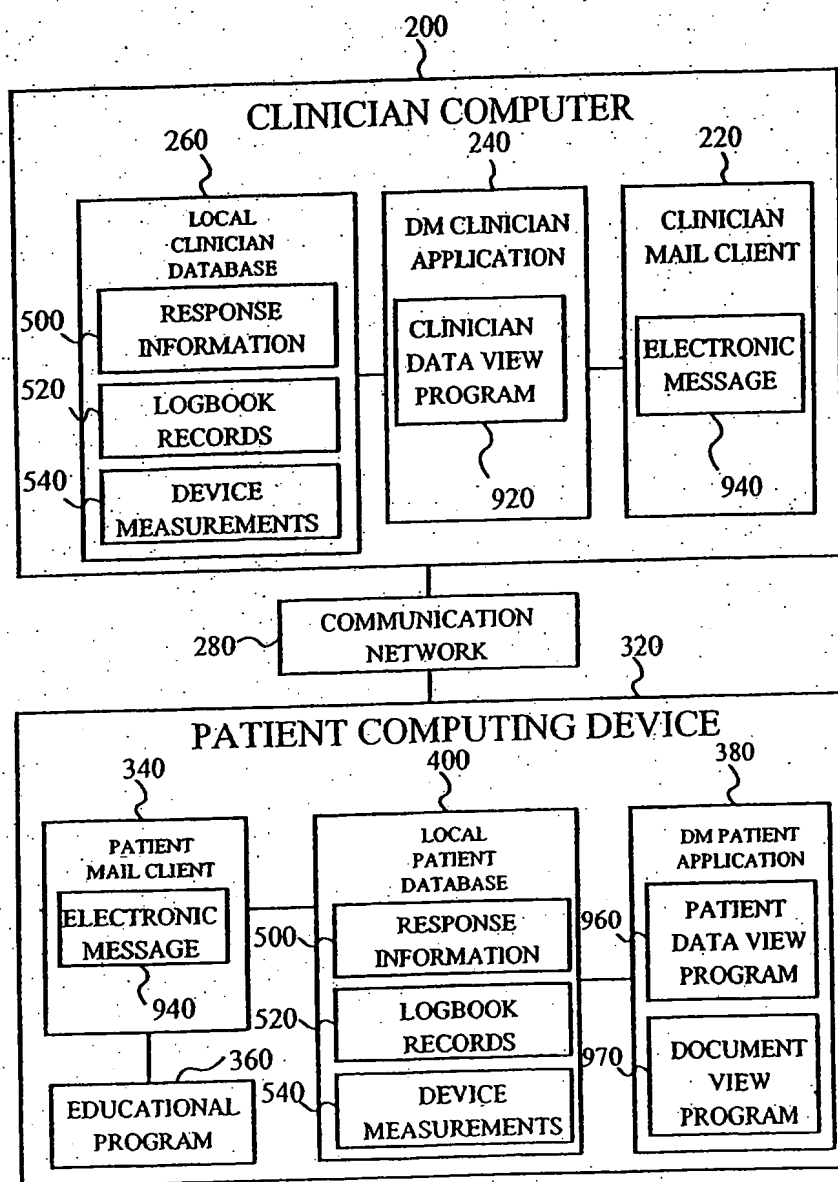 200
CLINICIAN COMPUTER
260
240
220
LOCAL
CLINICIAN
DATABASE
500
RESPONSE
INFORMATION
520
LOGBOOK
RECORDS
540
DEVICE
MEASUREMENTS
DM CLINICIAN
APPLICATION
CLINICIAN
DATA VIEW
PROGRAM
920
CLINICIAN
MAIL CLIENT
ELECTRONIC
MESSAGE
940
280
COMMUNICATION
NETWORK
320
PATIENT COMPUTING DEVICE
340
400
380
PATIENT
MAIL CLIENT
ELECTRONIC
MESSAGE
940
360
EDUCATIONAL
PROGRAM
LOCAL
PATIENT
DATABASE
500
RESPONSE
INFORMATION
520
LOGBOOK
RECORDS
540
DEVICE
MEASUREMENTS
DM PATIENT
APPLICATION
960
PATIENT
DATA VIEW
PROGRAM
970
DOCUMENT
VIEW
PROGRAM